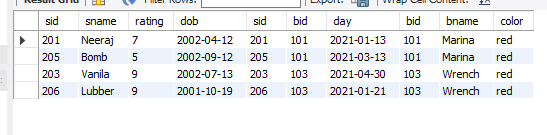 Result Grid Filter Rows: Export: Wrap Cell Content:
sid sname rating dob sid bid day bid bname color
201 Neeraj 7 2002-04-12 201 101 2021-01-13 101 Marina red
205 Bomb 5 2002-09-12 205 101 2021-03-13 101 Marina red
203 Vanila 9 2002-07-13 203 103 2021-04-30 103 Wrench red
206 Lubber 9 2001-10-19 206 103 2021-01-21 103 Wrench red